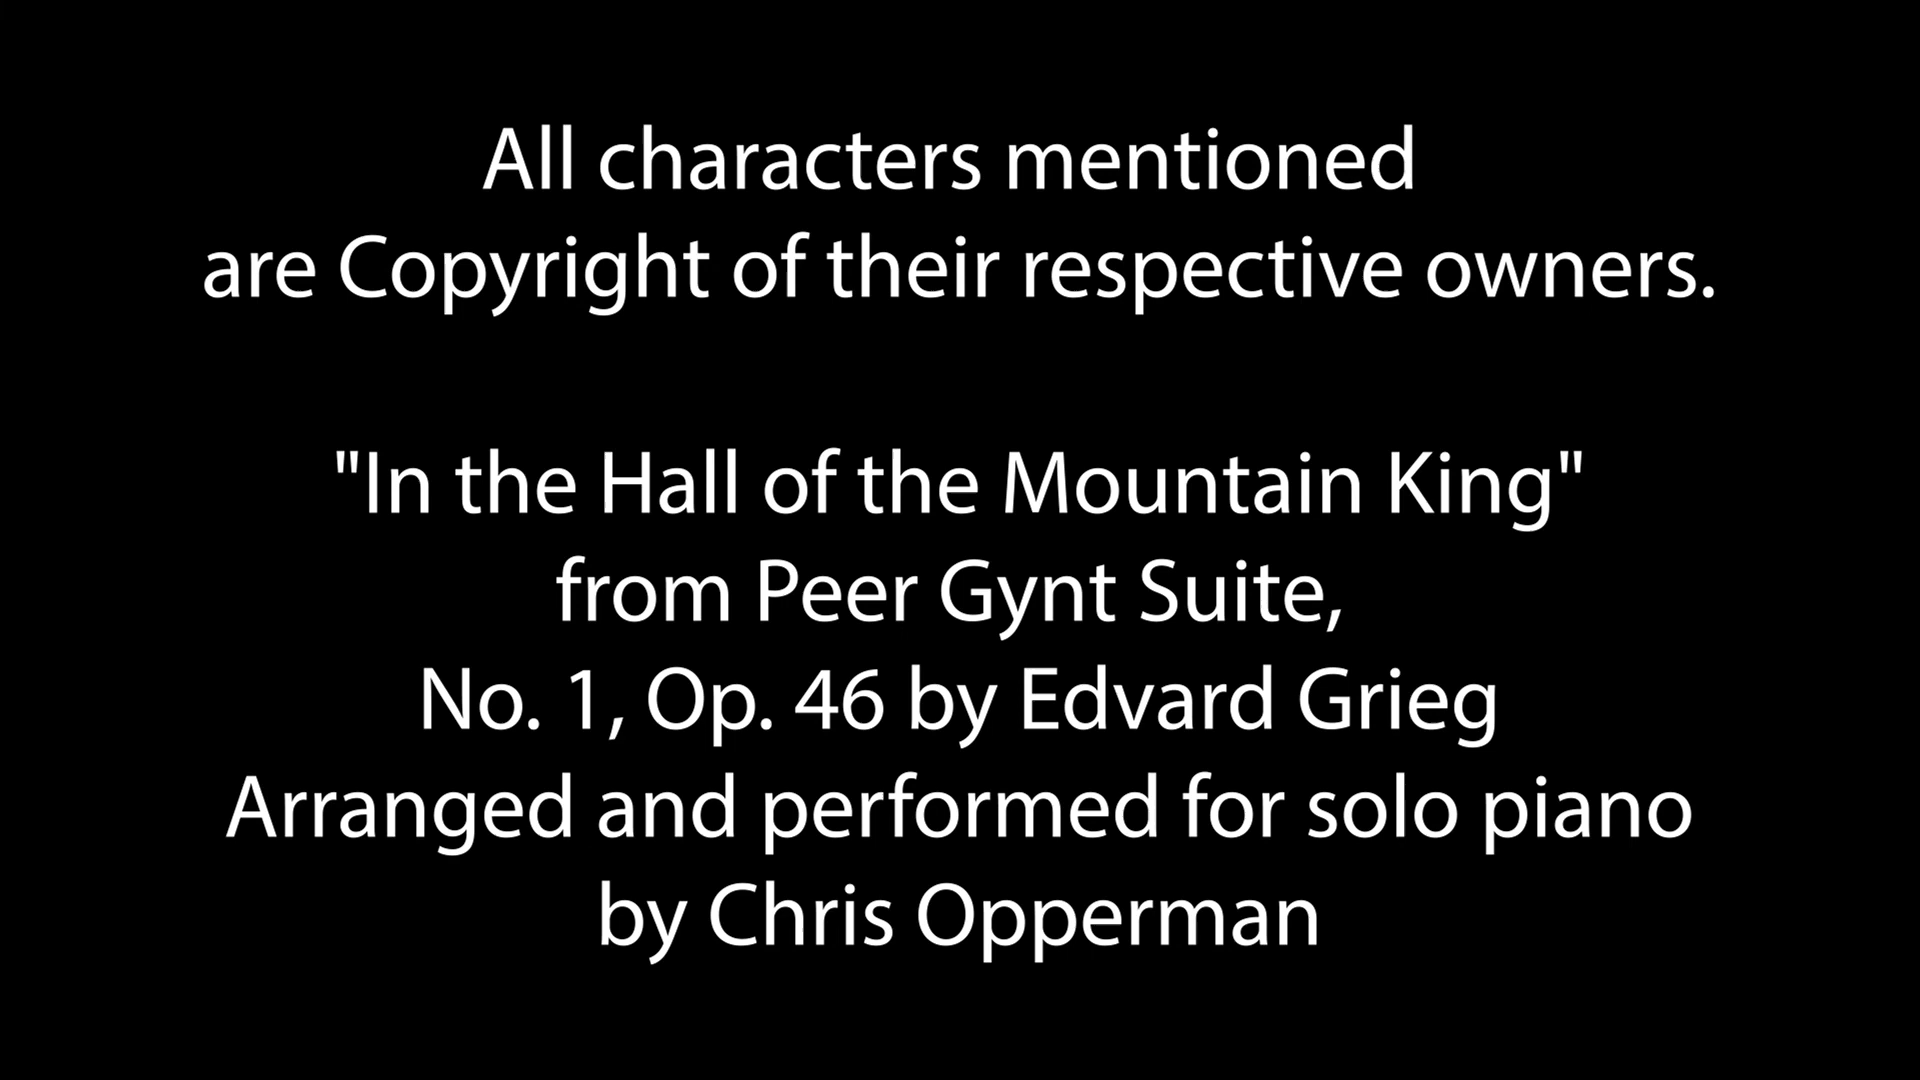 All characters mentioned
are Copyright of their respective owners.
"In the Hall of the Mountain King"
from Peer Gynt Suite,
No. 1, Op. 46 by Edvard Grieg
Arranged and performed for solo piano
by Chris Opperman